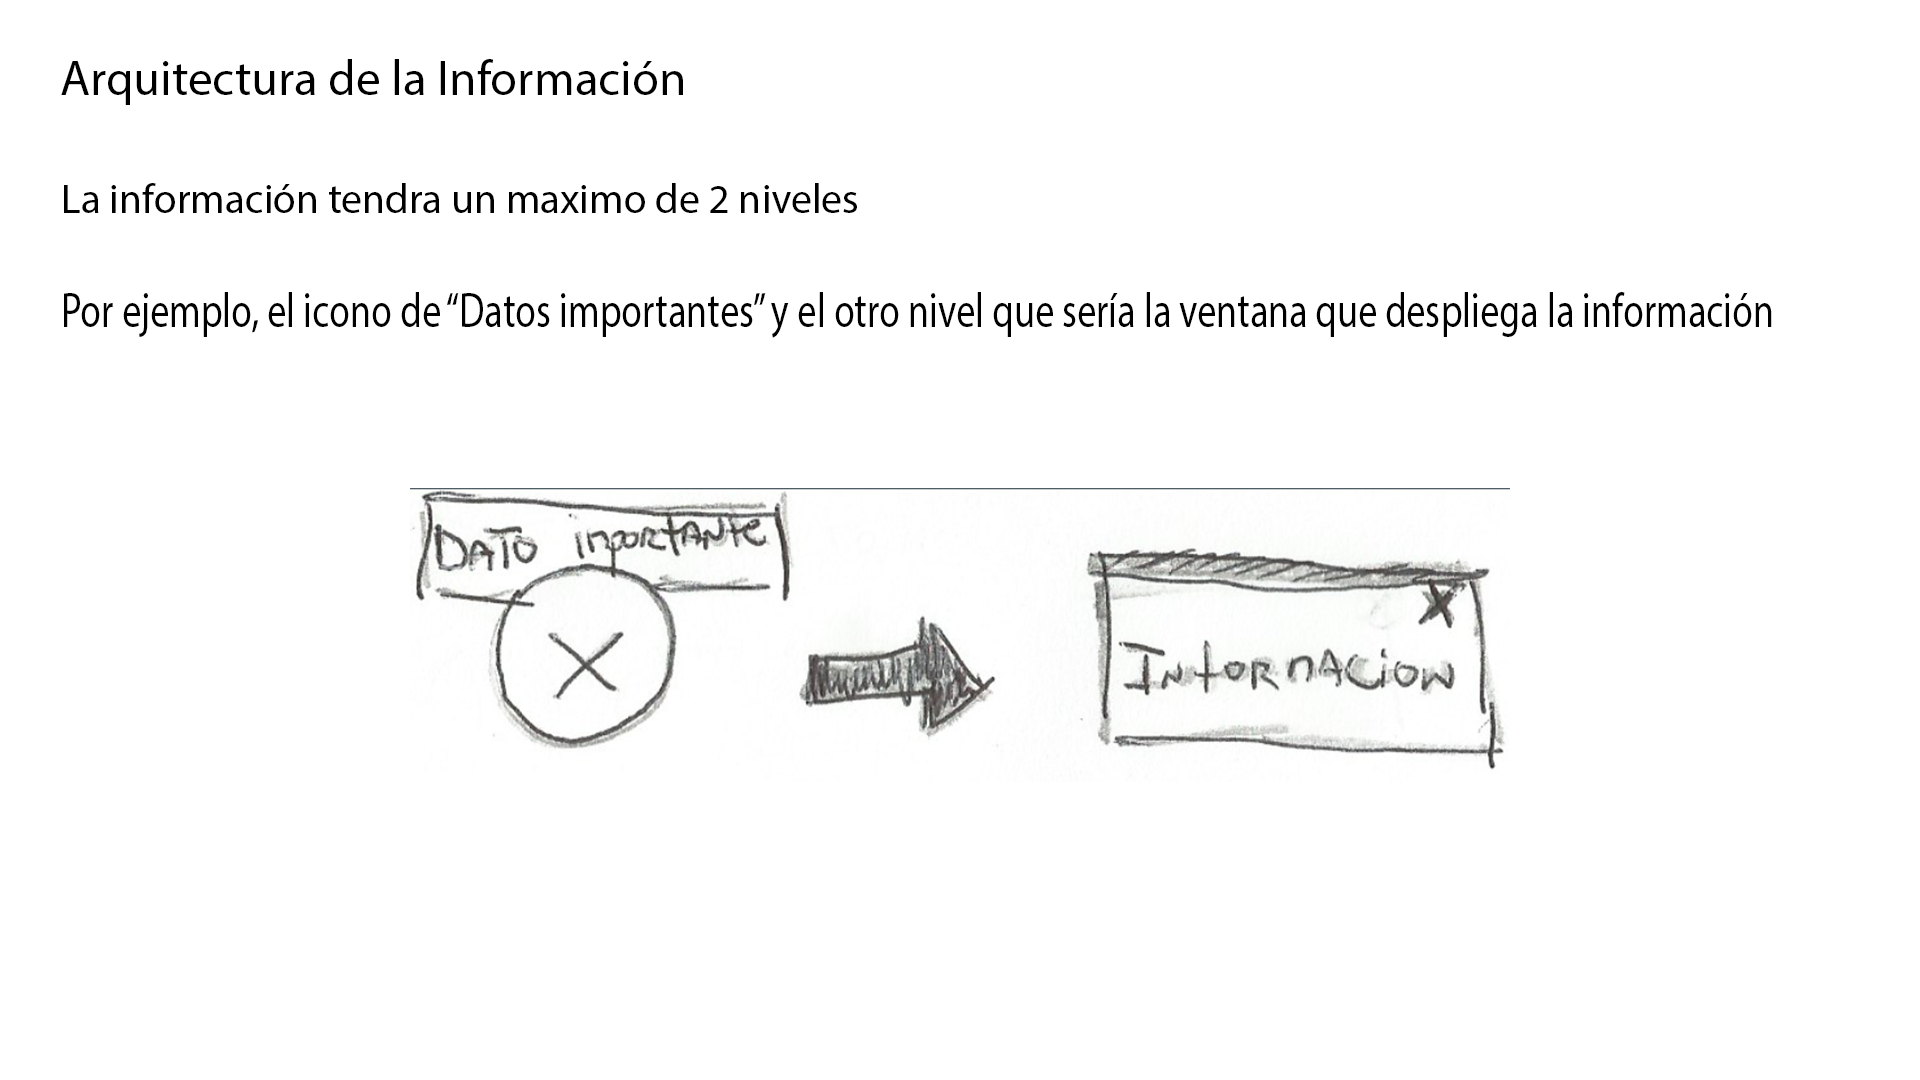 Arquitectura de la Información
La información tendra un maximo de 2 niveles
Por ejemplo, el icono de “Datos importantes” y el otro nivel que sería la ventana que despliega la información
DATO inportANte
X
X
InforMACioN